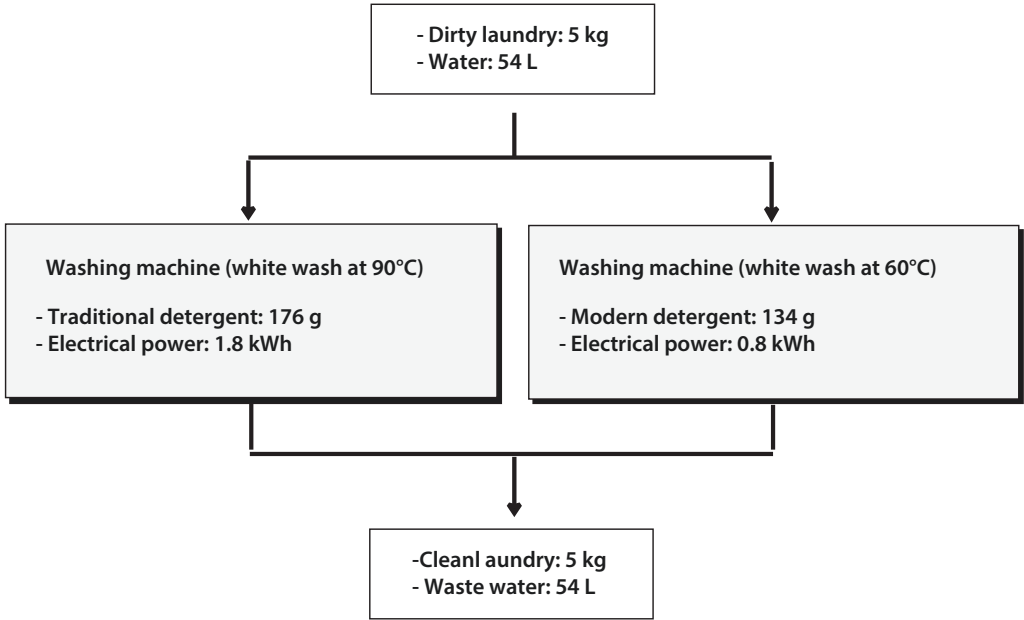 - Dirty laundry: 5 kg
- Water: 54 L
Washing machine (white wash at 90°C)
- Traditional detergent: 176 g
- Electrical power: 1.8 kWh
Washing machine (white wash at 60°C)
- Modern detergent: 134 g
- Electrical power: 0.8 kWh
-Cleanl aundry: 5 kg
- Waste water: 54 L